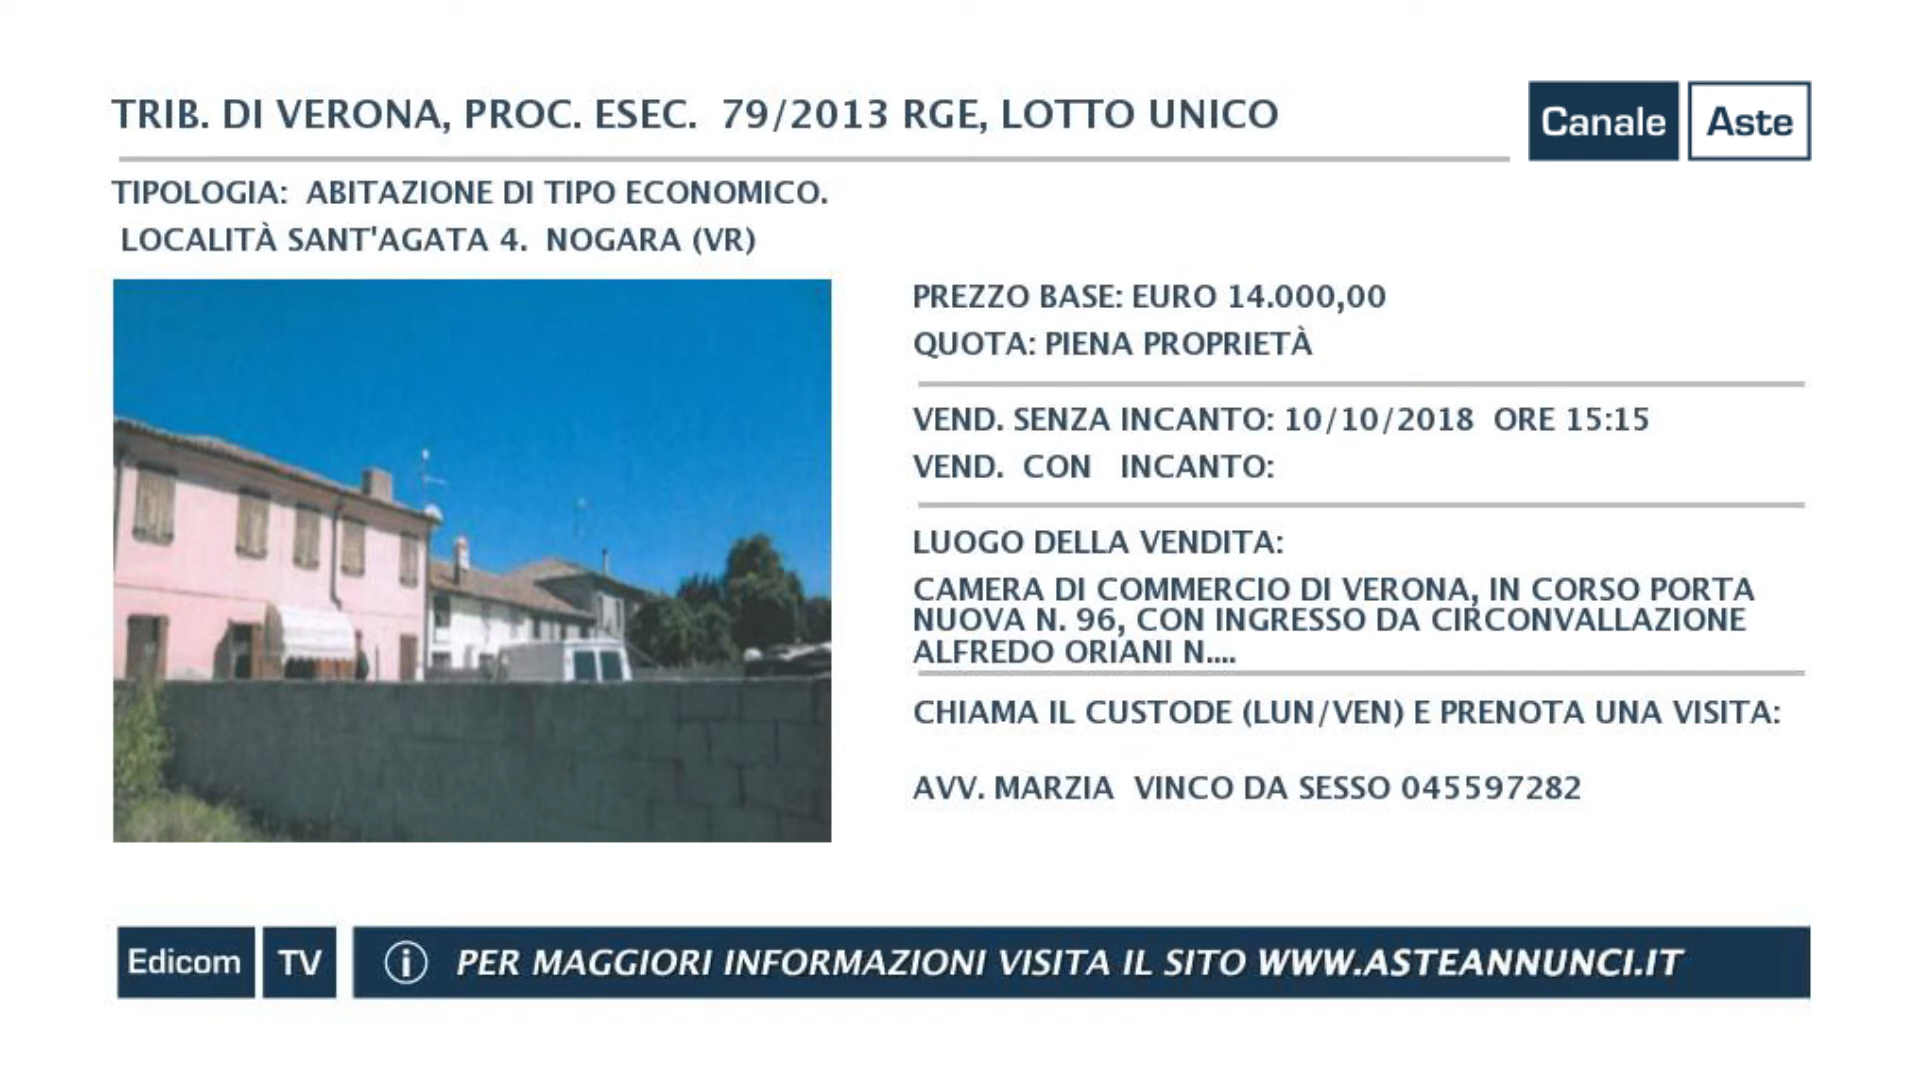 TRIB. DI VERONA, PROC. ESEC. 79/2013 RGE, LOTTO UNICO
Canale Aste
TIPOLOGIA: ABITAZIONE DI TIPO ECONOMICO.
LOCALITÀ SANT'AGATA 4. NOGARA (VR)
PREZZO BASE: EURO 14.000,00
QUOTA: PIENA PROPRIETÀ
VEND. SENZA INCANTO: 10/10/2018 ORE 15:15
VEND. CON INCANTO:
LUOGO DELLA VENDITA:
CAMERA DI COMMERCIO DI VERONA, IN CORSO PORTA
NUOVA N. 96, CON INGRESSO DA CIRCONVALLAZIONE
ALFREDO ORIANI N....
CHIAMA IL CUSTODE (LUN/VEN) E PRENOTA UNA VISITA:
AVV. MARZIA VINCO DA SESSO 045597282
Edicom TV
PER MAGGIORI INFORMAZIONI VISITA IL SITO WWW.ASTEANNUNCI.IT